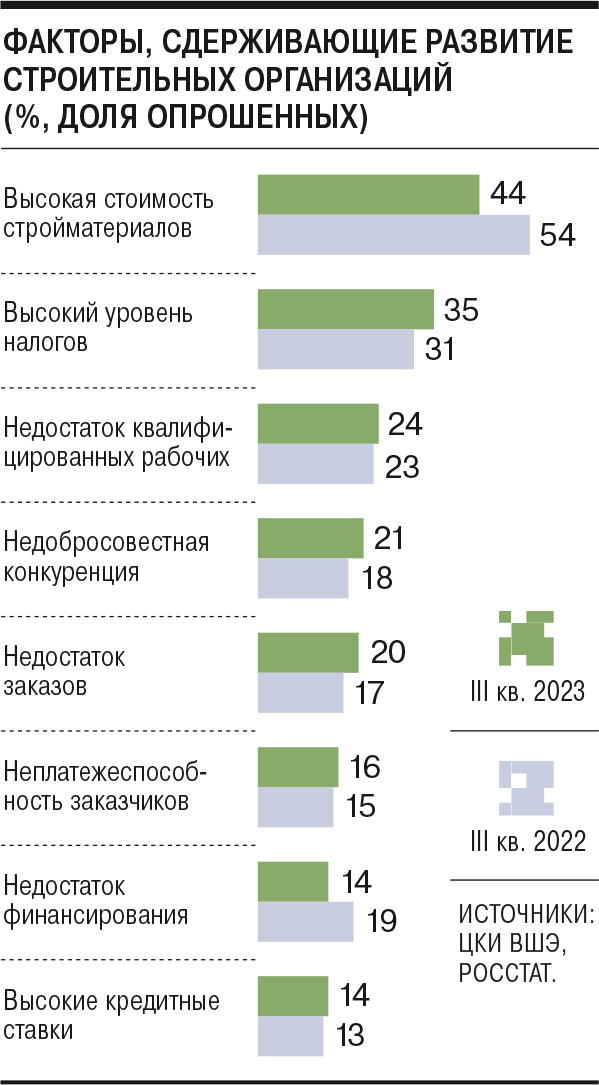 ФАКТОРЫ, СДЕРЖИВАЮЩИЕ РАЗВИТИЕ
СТРОИТЕЛЬНЫХ ОРГАНИЗАЦИЙ
(%, ДОЛЯ ОПРОШЕННЫХ)
Высокая стоимость
стройматериалов
44
54
Высокий уровень
налогов
35
31
Недостаток квалифи-
цированных рабочих
24
23
Недобросовестная
конкуренция
21
18
Недостаток
заказов
20
17
Неплатежеспособ-
ность заказчиков
16
15
Недостаток
финансирования
14
19
Высокие кредитные
ставки
14
13
III кв. 2023
III кв. 2022
ИСТОЧНИКИ:
ЦКИ ВШЭ,
РОССТАТ.